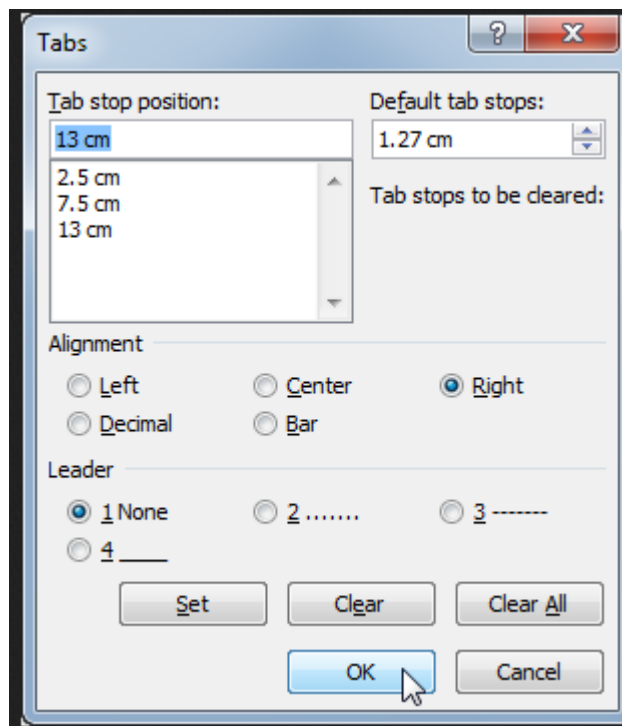 Tabs
Tab stop position: Default tab stops:
13 cm 1.27 cm
2.5 cm
7.5 cm
13 cm
Tab stops to be cleared:
Alignment
Left Center Right
Decimal Bar
Leader
1 None 2 ....... 3 -------
4 ____
Set Clear Clear All
OK Cancel